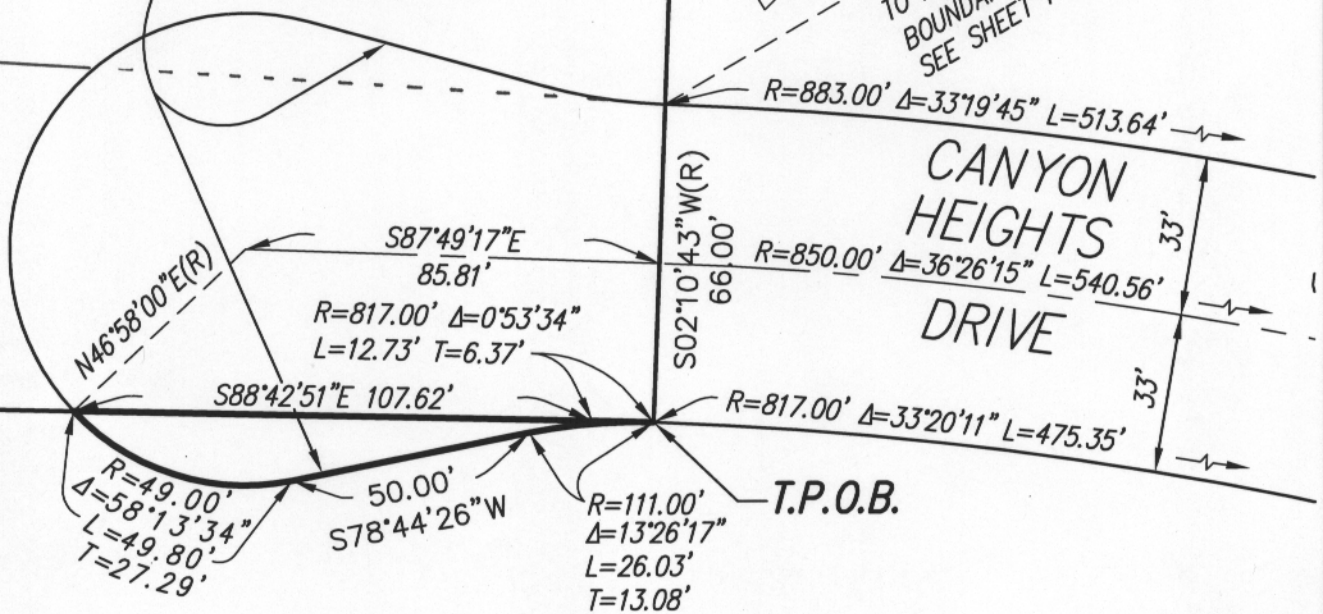 TO
BOUNDA
SEE SHEET
R=883.00' Δ=33°19'45" L=513.64'
CANYON
HEIGHTS
DRIVE
33'
33'
S02°10'43"W(R)
66.00'
S87°49'17"E
85.81'
R=850.00' Δ=36°26'15" L=540.56'
R=817.00' Δ=0°53'34"
L=12.73' T=6.37'
N46°58'00"E(R)
S88°42'51"E 107.62'
R=817.00' Δ=33°20'11" L=475.35'
R=49.00'
Δ=58°13'34"
L=49.80'
T=27.29'
50.00'
S78°44'26"W
R=111.00'
Δ=13°26'17"
L=26.03'
T=13.08'
T.P.O.B.